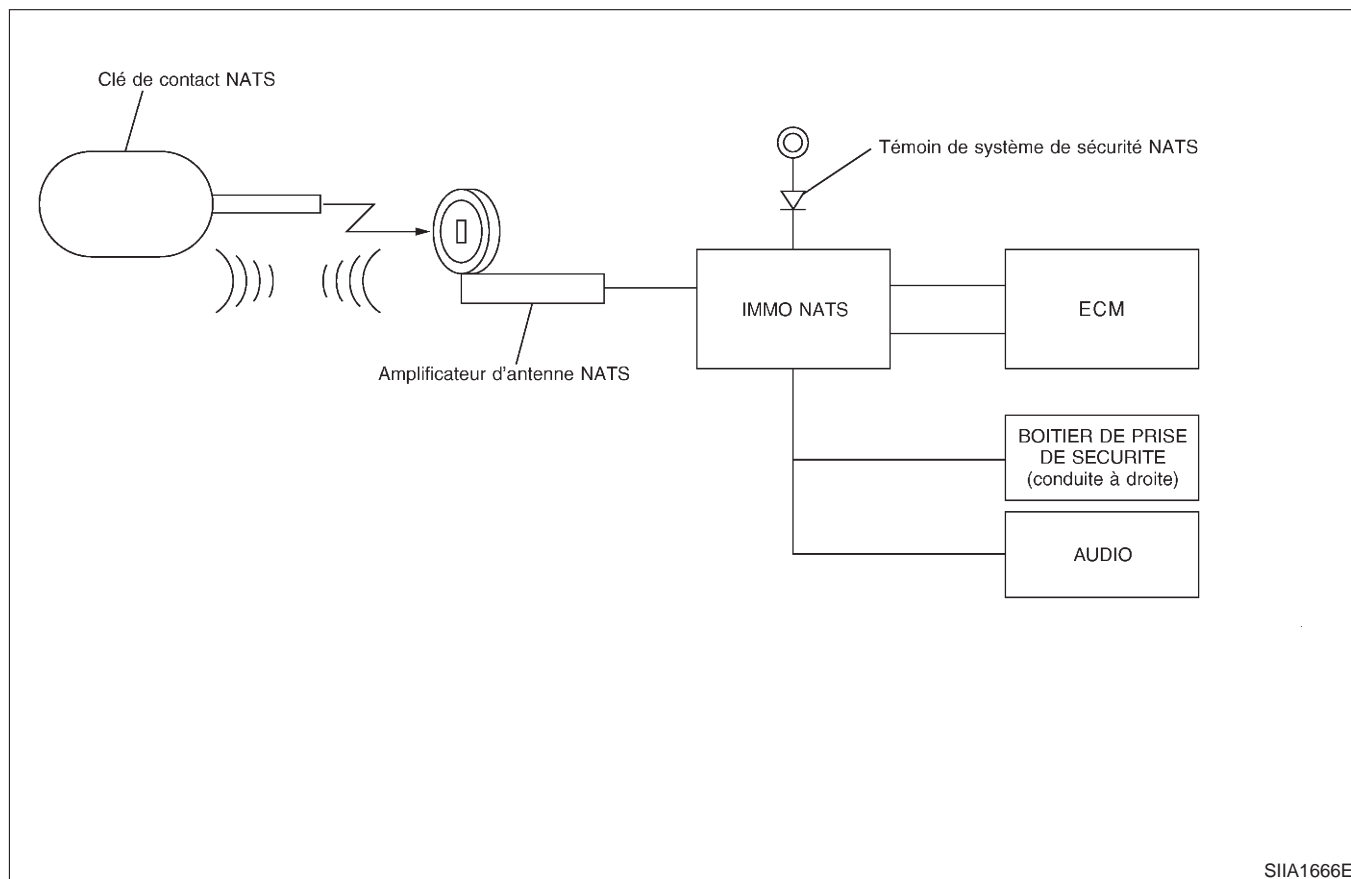 Clé de contact NATS
Témoin de système de sécurité NATS
IMMO NATS
ECM
Amplificateur d'antenne NATS
BOITIER DE PRISE
DE SECURITE
(conduite à droite)
AUDIO
SIIA1666E